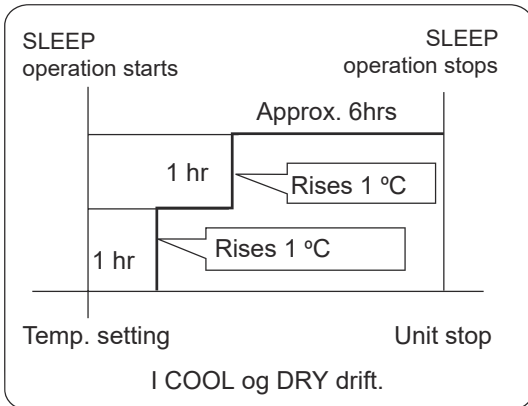 SLEEP
operation starts
SLEEP
operation stops
Approx. 6hrs
1 hr
Rises 1 ºC
1 hr
Rises 1 ºC
Temp. setting
Unit stop
I COOL og DRY drift.